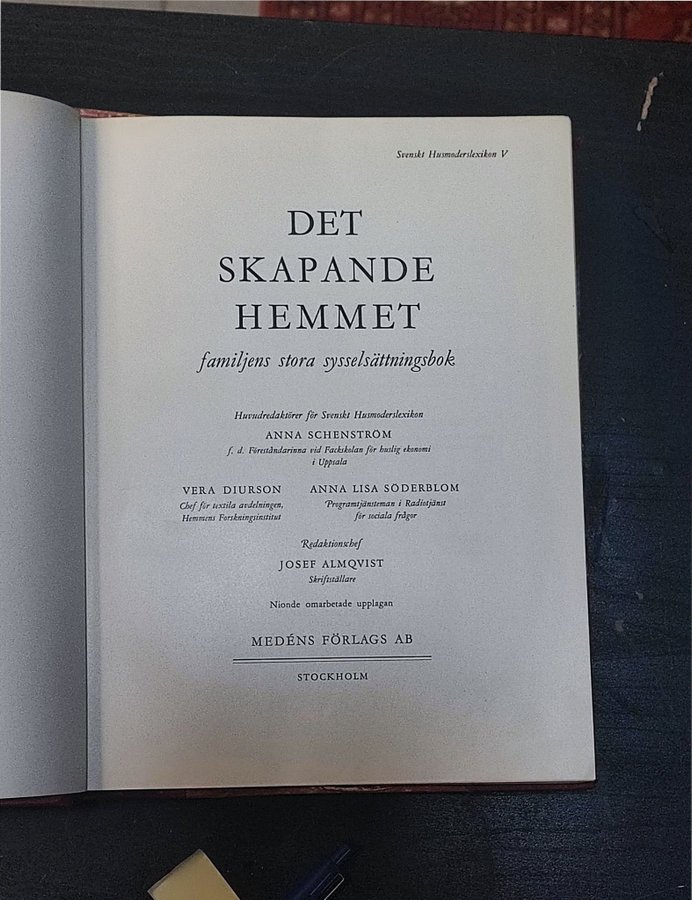 Svenskt Husmoderslexikon V
DET
SKAPANDE
HEMMET
familjens stora sysselsättningsbok
Huvudredaktörer för Svenskt Husmoderslexikon
ANNA SCHENSTRÖM
f. d. Föreståndarinna vid Fackskolan för huslig ekonomi
i Uppsala
VERA DIURSON
Chef för textila avdelningen,
Hemmens Forskningsinstitut
ANNA LISA SÖDERBLOM
Programtjänsteman i Radiotjänst
för sociala frågor
Redaktionschef
JOSEF ALMQVIST
Skriftställare
Nionde omarbetade upplagan
MEDÉNS FÖRLAGS AB
STOCKHOLM